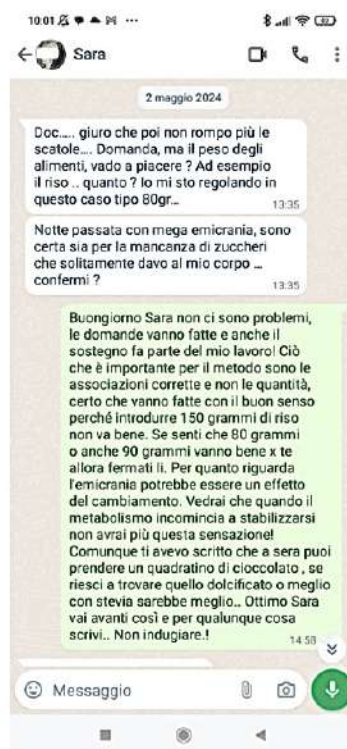 10:01
92
Sara
2 maggio 2024
Doc..... giuro che poi non rompo più le
scatole.... Domanda, ma il peso degli
alimenti, vado a piacere ? Ad esempio
il riso .. quanto ? Io mi sto regolando in
questo caso tipo 80gr...
13:35
Notte passata con mega emicrania, sono
certa sia per la mancanza di zuccheri
che solitamente davo al mio corpo ...
confermi ?
13:35
Buongiorno Sara non ci sono problemi,
le domande vanno fatte e anche il
sostegno fa parte del mio lavoro! Ciò
che è importante per il metodo sono le
associazioni corrette e non le quantità,
certo che vanno fatte con il buon senso
perché introdurre 150 grammi di riso
non va bene. Se senti che 80 grammi
o anche 90 grammi vanno bene x te
allora fermati lì. Per quanto riguarda
l'emicrania potrebbe essere un effetto
del cambiamento. Vedrai che quando il
metabolismo incomincia a stabilizzarsi
non avrai più questa sensazione!
Comunque ti avevo scritto che a sera puoi
prendere un quadratino di cioccolato , se
riesci a trovare quello dolcificato o meglio
con stevia sarebbe meglio.. Ottimo Sara
vai avanti così e per qualunque cosa
scrivi.. Non indugiare.!
14:58
Messaggio